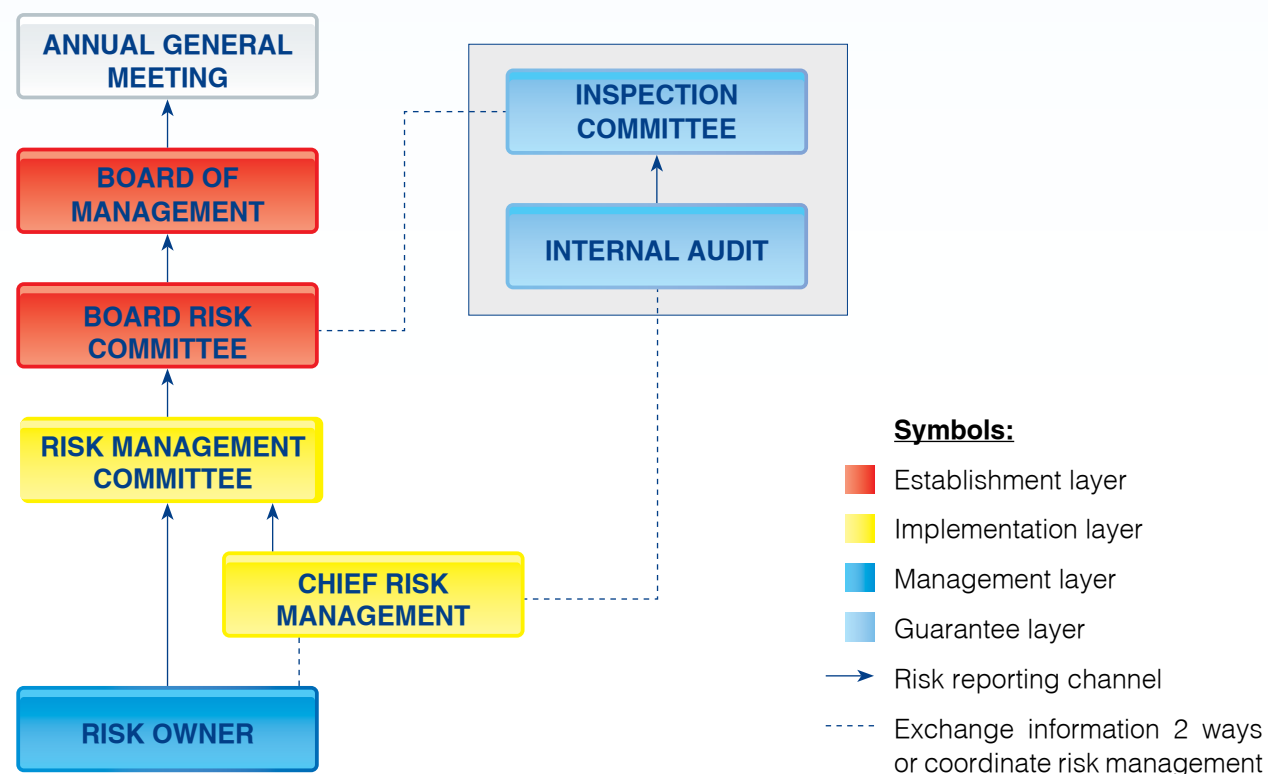 ANNUAL GENERAL
MEETING
BOARD OF
MANAGEMENT
BOARD RISK
COMMITTEE
RISK MANAGEMENT
COMMITTEE
CHIEF RISK
MANAGEMENT
RISK OWNER
INSPECTION
COMMITTEE
INTERNAL AUDIT
Symbols:
Establishment layer
Implementation layer
Management layer
Guarantee layer
Risk reporting channel
Exchange information 2 ways
or coordinate risk management